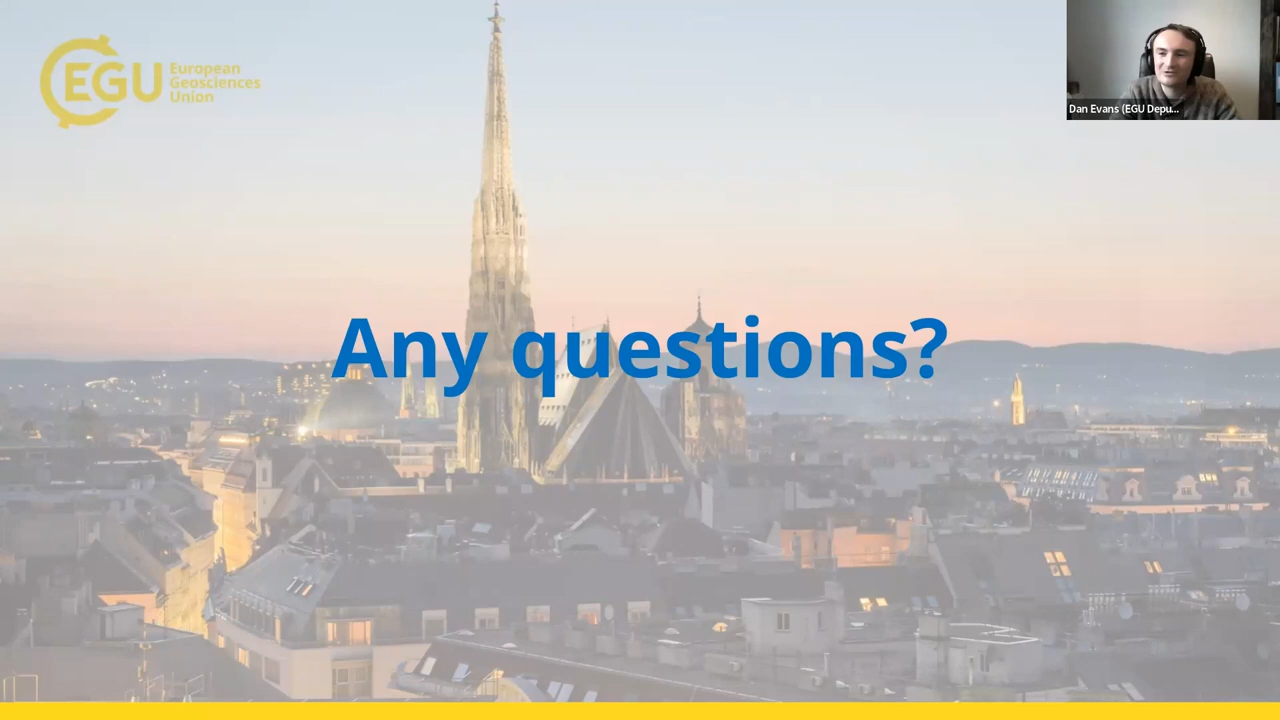 EGU
European
Geosciences
Union
Dan Evans (EGU Depu...
Any questions?